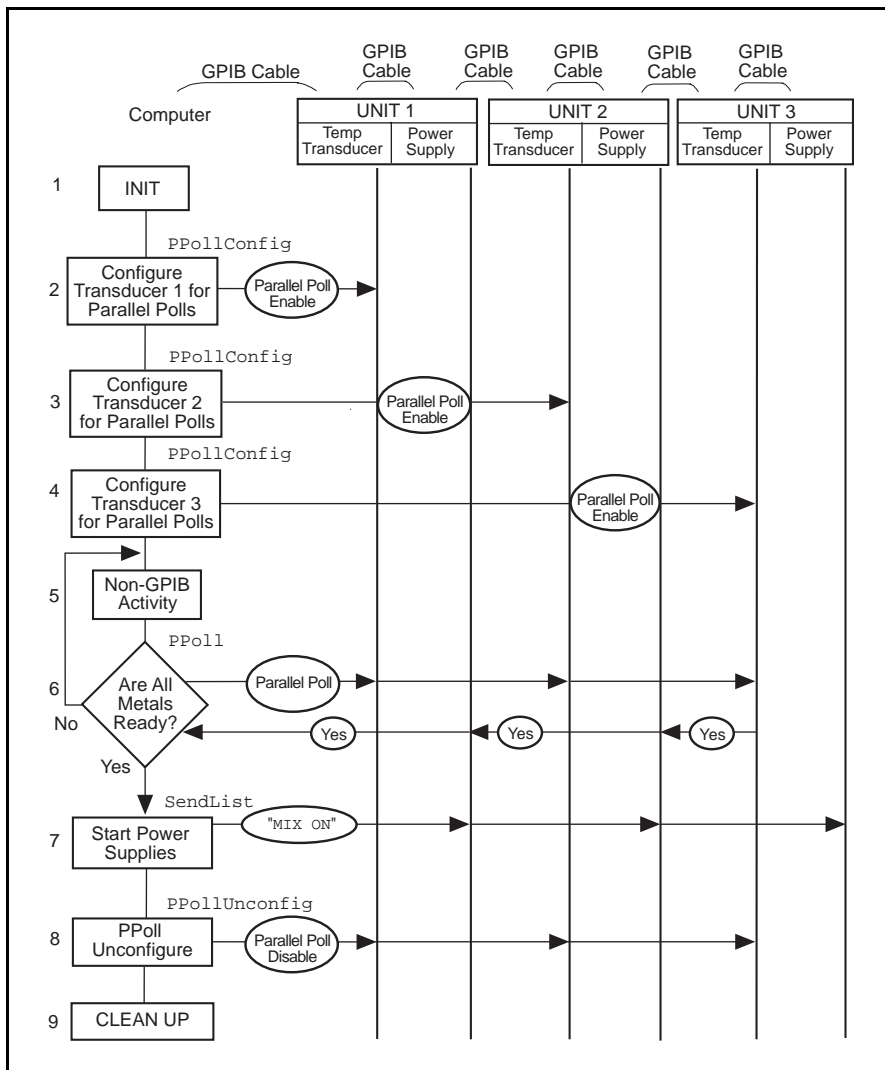 GPIB Cable
GPIB
Cable
GPIB
Cable
GPIB
Cable
GPIB
Cable
GPIB
Cable
Computer
UNIT 1
Temp
Transducer
Power
Supply
UNIT 2
Temp
Transducer
Power
Supply
UNIT 3
Temp
Transducer
Power
Supply
1
INIT
PPollConfig
2
Configure
Transducer 1 for
Parallel Polls
Parallel Poll
Enable
PPollConfig
3
Configure
Transducer 2
for Parallel Polls
Parallel Poll
Enable
PPollConfig
4
Configure
Transducer 3
for Parallel Polls
Parallel Poll
Enable
5
Non-GPIB
Activity
PPoll
6
Are All
Metals
Ready?
Parallel Poll
No
Yes
Yes
Yes
Yes
SendList
7
Start Power
Supplies
"MIX ON"
PPollUnconfig
8
PPoll
Unconfigure
Parallel Poll
Disable
9
CLEAN UP